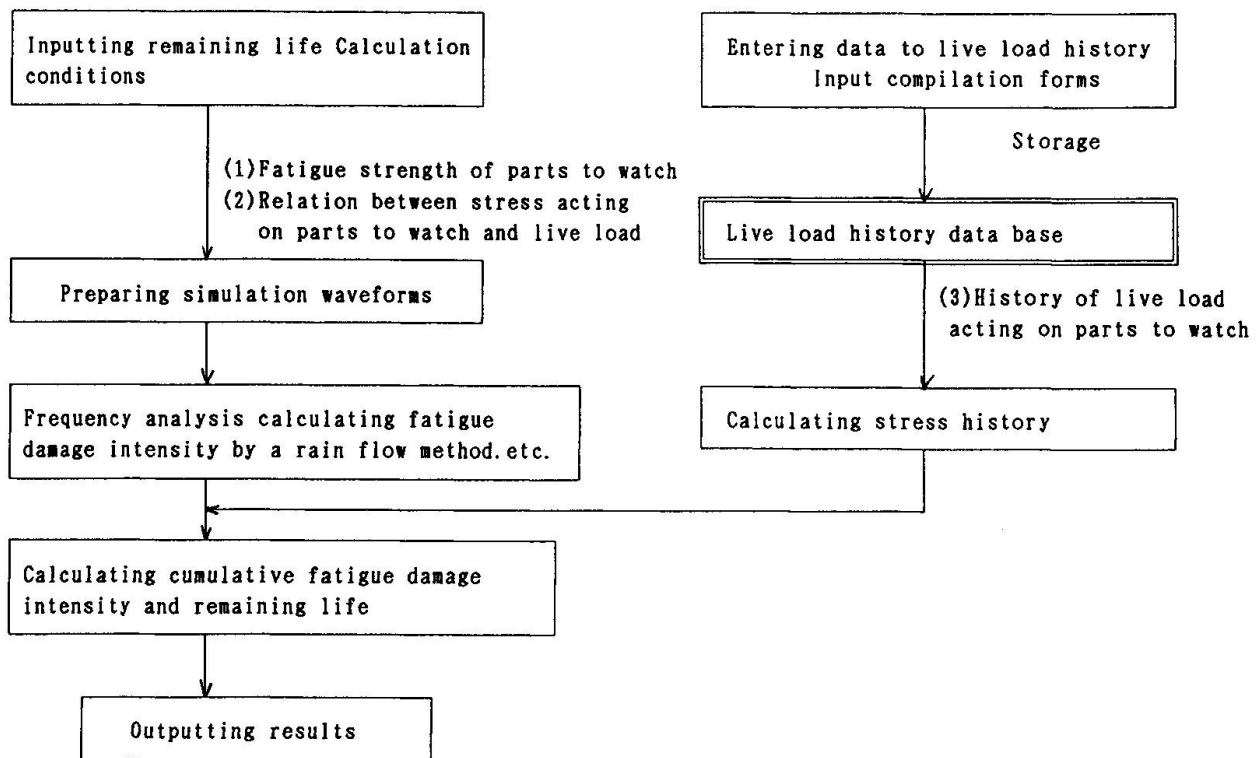 Inputting remaining life Calculation
conditions
(1)Fatigue strength of parts to watch
(2)Relation between stress acting
on parts to watch and live load
Preparing simulation waveforms
Frequency analysis calculating fatigue
damage intensity by a rain flow method.etc.
Calculating cumulative fatigue damage
intensity and remaining life
Outputting results
Entering data to live load history
Input compilation forms
Storage
Live load history data base
(3)History of live load
acting on parts to watch
Calculating stress history